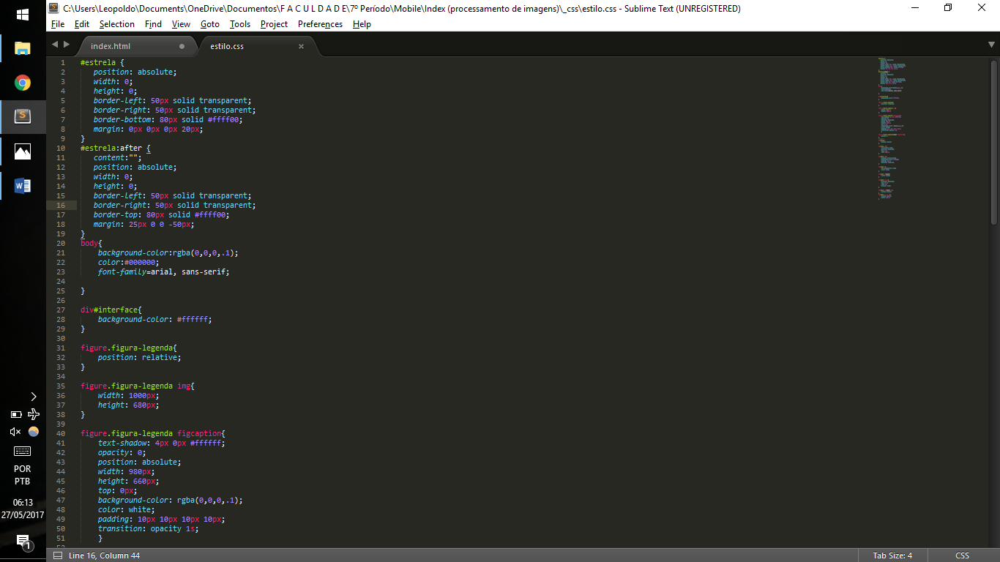 C:\Users\Leopoldo\Documents\OneDrive\Documentos\F A C U L D A D E\7º Período\Mobile\Index (processamento de imagens)\_css\estilo.css - Sublime Text (UNREGISTERED)
File Edit Selection Find View Goto Tools Project Preferences Help
index.html estilo.css
1 #estrela {
2 position: absolute;
3 width: 0;
4 height: 0;
5 border-left: 50px solid transparent;
6 border-right: 50px solid transparent;
7 border-bottom: 80px solid #ffff00;
8 margin: 0px 0px 0px 20px;
9 }
10 #estrela:after {
11 content:"";
12 position: absolute;
13 width: 0;
14 height: 0;
15 border-left: 50px solid transparent;
16 border-right: 50px solid transparent;
17 border-top: 80px solid #ffff00;
18 margin: 25px 0 0 -50px;
19 }
20 body{
21 background-color:rgba(0,0,0,.1);
22 color:#000000;
23 font-family=arial, sans-serif;
24
25 }
26
27 div#interface{
28 background-color: #ffffff;
29 }
30
31 figure.figura-legenda{
32 position: relative;
33 }
34
35 figure.figura-legenda img{
36 width: 1000px;
37 height: 680px;
38 }
39
40 figure.figura-legenda figcaption{
41 text-shadow: 4px 0px #ffffff;
42 opacity: 0;
43 position: absolute;
44 width: 980px;
45 height: 660px;
46 top: 0px;
47 background-color: rgba(0,0,0,.1);
48 color: white;
49 padding: 10px 10px 10px 10px;
50 transition: opacity 1s;
51 }
POR
PTB
06:13
27/05/2017
1
Line 16, Column 44 Tab Size: 4 CSS